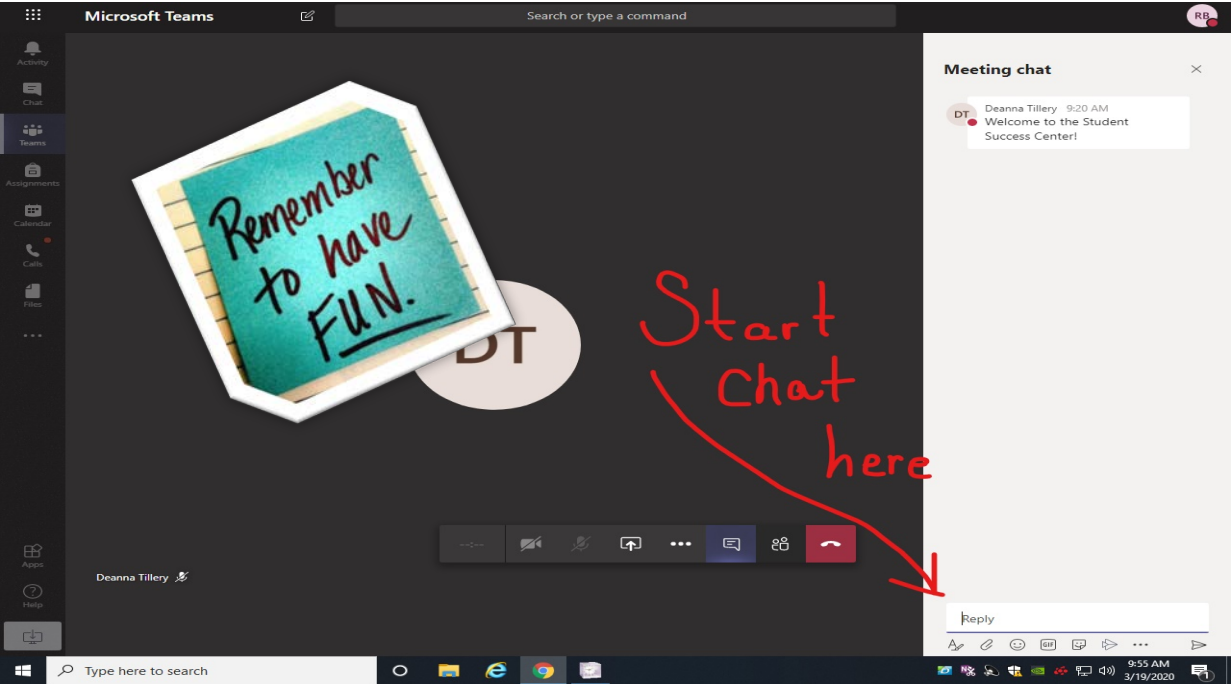 Microsoft Teams
Search or type a command
RB
Activity
Chat
Teams
Assignments
Calendar
Calls
Files
Apps
Help
Remember
to have
FUN.
DT
Start
Chat
here
--:--
Deanna Tillery
Meeting chat
DT
Deanna Tillery 9:20 AM
Welcome to the Student
Success Center!
Reply
GIF
Type here to search
9:55 AM
3/19/2020
1